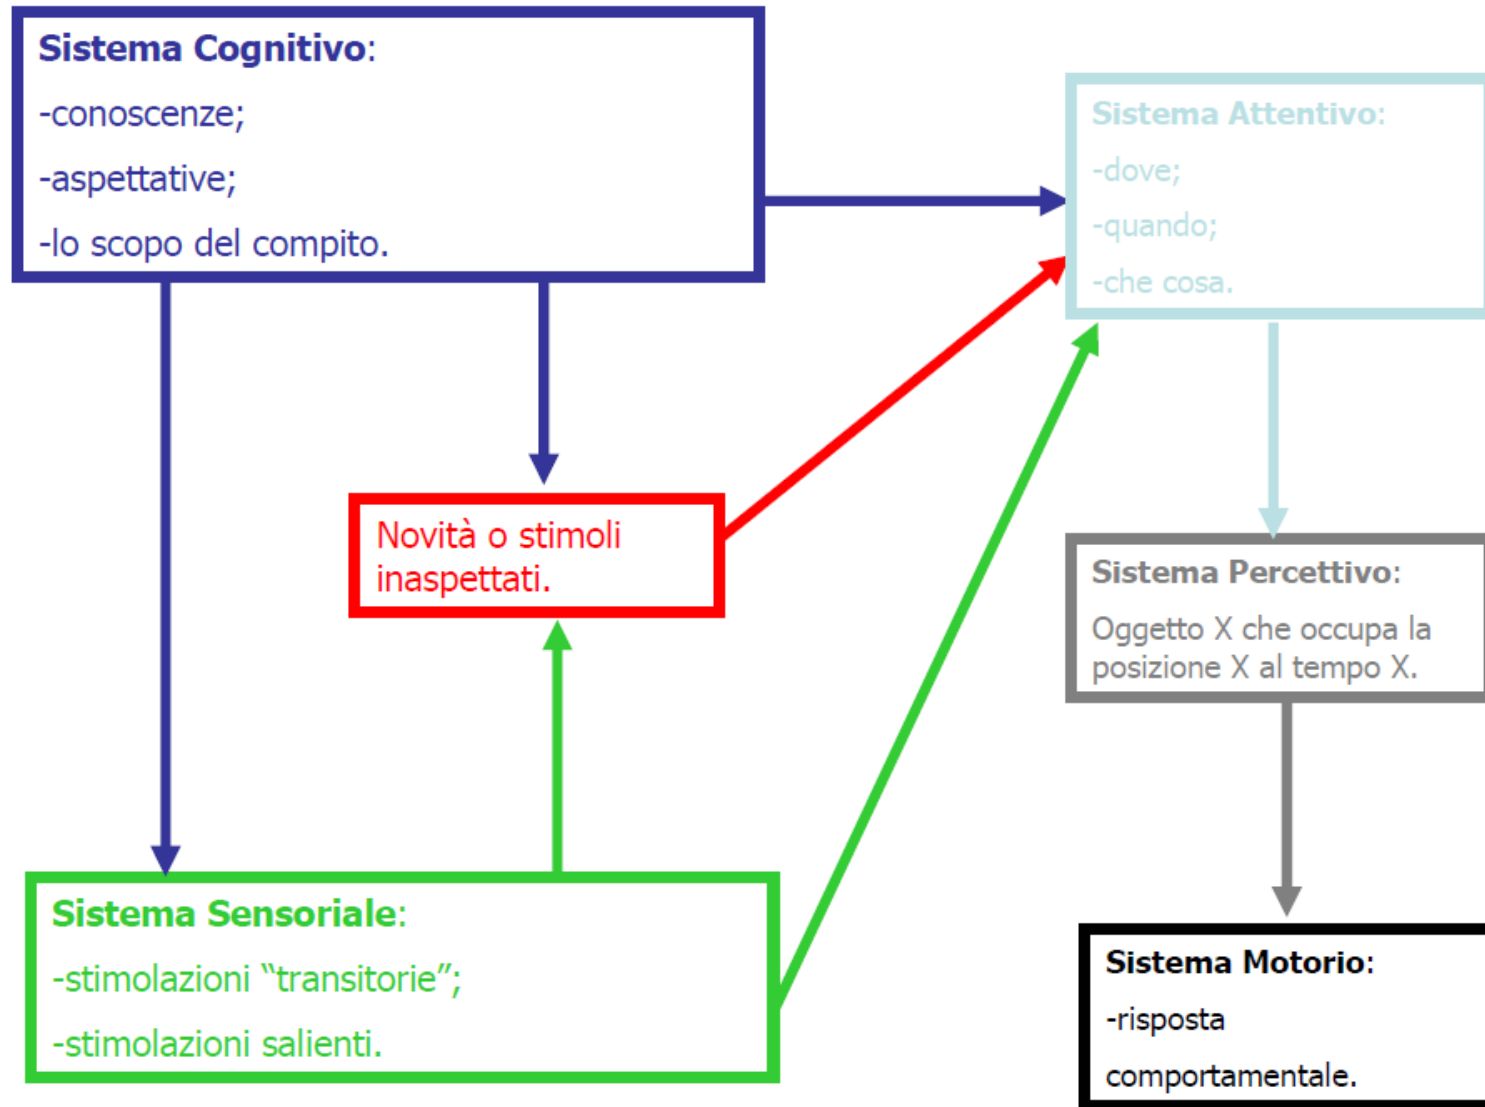 Sistema Cognitivo:
-conoscenze;
-aspettative;
-lo scopo del compito.
Sistema Attentivo:
-dove;
-quando;
-che cosa.
Novità o stimoli
inaspettati.
Sistema Percettivo:
Oggetto X che occupa la
posizione X al tempo X.
Sistema Sensoriale:
-stimolazioni “transitorie”;
-stimolazioni salienti.
Sistema Motorio:
-risposta
comportamentale.